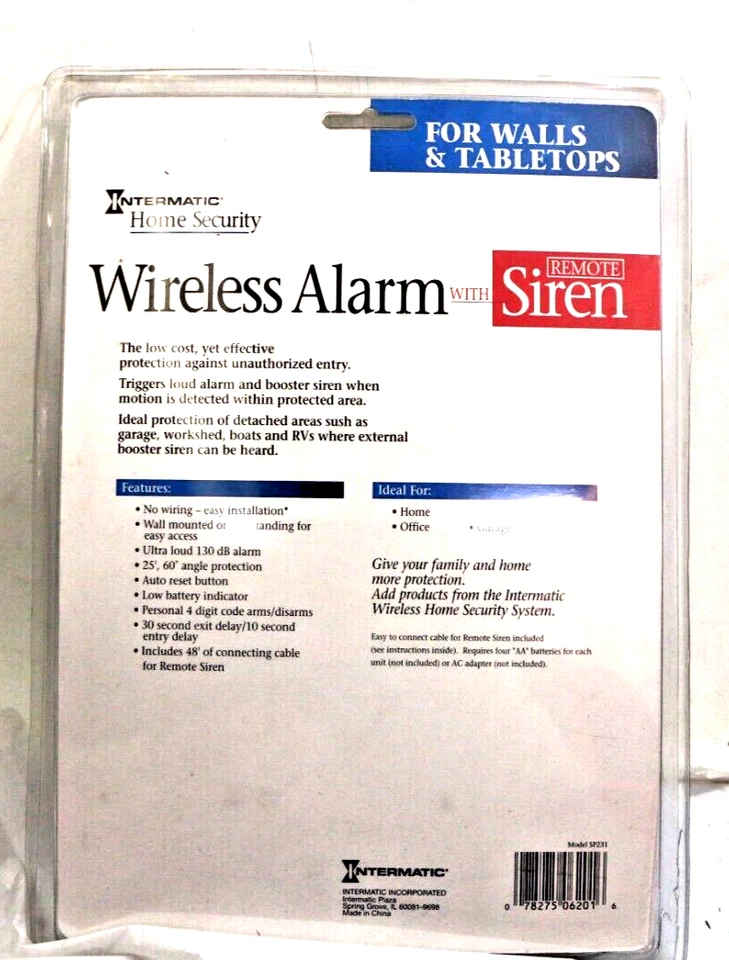 FOR WALLS
& TABLETOPS
INTERMATIC®
Home Security
Wireless Alarm WITH REMOTE Siren
The low cost, yet effective
protection against unauthorized entry.
Triggers loud alarm and booster siren when
motion is detected within protected area.
Ideal protection of detached areas sush as
garage, workshed, boats and RVs where external
booster siren can be heard.
Features:
• No wiring – easy installation*
• Wall mounted or anding for
easy access
• Ultra loud 130 dB alarm
• 25', 60° angle protection
• Auto reset button
• Low battery indicator
• Personal 4 digit code arms/disarms
• 30 second exit delay/10 second
entry delay
• Includes 48' of connecting cable
for Remote Siren
Ideal For:
• Home
• Office • Garage
Give your family and home
more protection.
Add products from the Intermatic
Wireless Home Security System.
Easy to connect cable for Remote Siren included
(see instructions inside). Requires four "AA" batteries for each
unit (not included) or AC adapter (not included).
Model SP231
0 78275 06201 6
INTERMATIC®
INTERMATIC INCORPORATED
Intermatic Plaza
Spring Grove, IL 60081-9698
Made in China